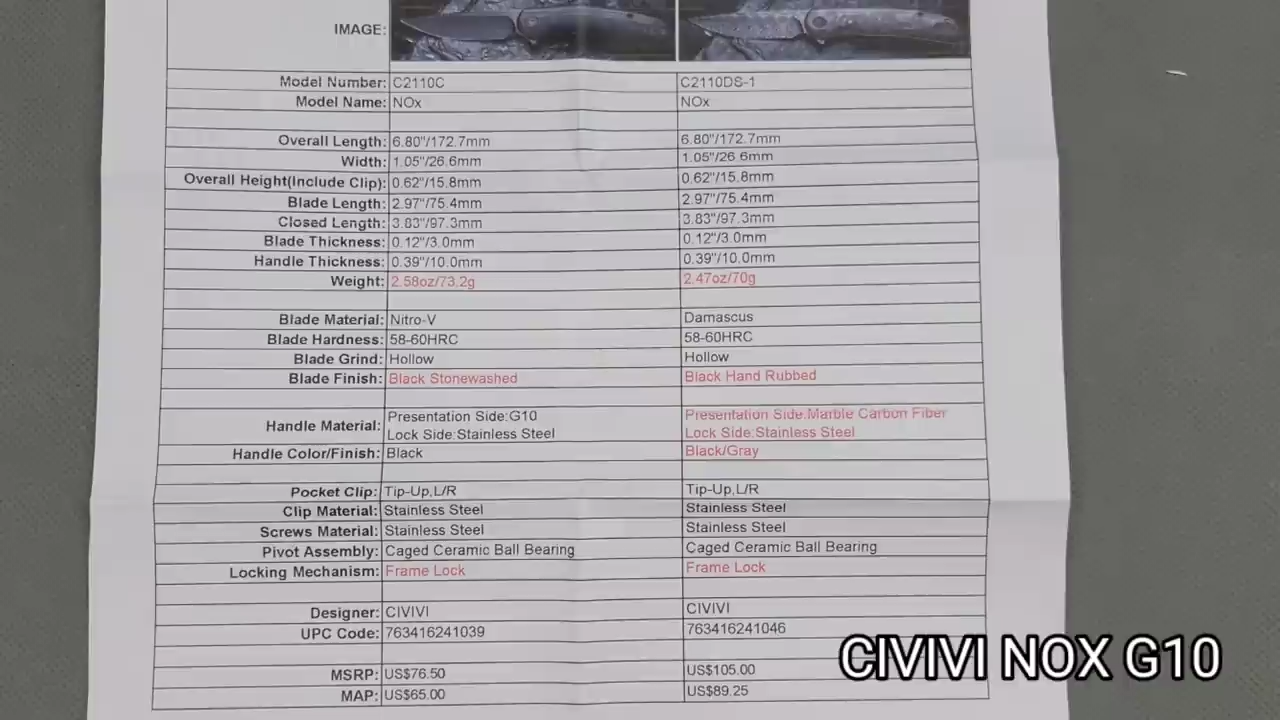 IMAGE:
Model Number: C2110C C2110DS-1
Model Name: NOx NOx
Overall Length: 6.80"/172.7mm 6.80"/172.7mm
Width: 1.05"/26.6mm 1.05"/26.6mm
Overall Height(Include Clip): 0.62"/15.8mm 0.62"/15.8mm
Blade Length: 2.97"/75.4mm 2.97"/75.4mm
Closed Length: 3.83"/97.3mm 3.83"/97.3mm
Blade Thickness: 0.12"/3.0mm 0.12"/3.0mm
Handle Thickness: 0.39"/10.0mm 0.39"/10.0mm
Weight: 2.58oz/73.2g 2.47oz/70g
Blade Material: Nitro-V Damascus
Blade Hardness: 58-60HRC 58-60HRC
Blade Grind: Hollow Hollow
Blade Finish: Black Stonewashed Black Hand Rubbed
Handle Material: Presentation Side:G10 Presentation Side:Marble Carbon Fiber
Lock Side:Stainless Steel Lock Side:Stainless Steel
Handle Color/Finish: Black Black/Gray
Pocket Clip: Tip-Up,L/R Tip-Up,L/R
Clip Material: Stainless Steel Stainless Steel
Screws Material: Stainless Steel Stainless Steel
Pivot Assembly: Caged Ceramic Ball Bearing Caged Ceramic Ball Bearing
Locking Mechanism: Frame Lock Frame Lock
Designer: CIVIVI CIVIVI
UPC Code: 763416241039 763416241046
MSRP: US$76.50 US$105.00
MAP: US$65.00 US$89.25
CIVIVI NOX G10